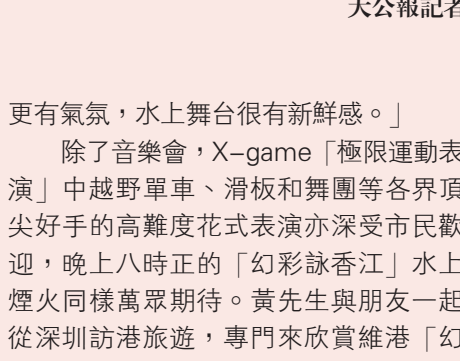 大公報記者
更有氣氛，水上舞台很有新鮮感。」
除了音樂會，X-game「極限運動表
演」中越野單車、滑板和舞團等各界頂
尖好手的高難度花式表演亦深受市民歡
迎，晚上八時正的「幻彩詠香江」水上
煙火同樣萬眾期待。黃先生與朋友一起
從深圳訪港旅遊，專門來欣賞維港「幻